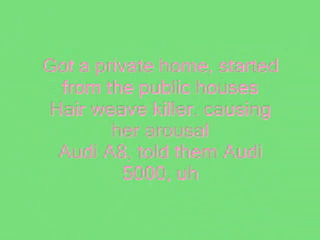 Got a private home, started
from the public houses
Hair weave killer, causing
her arousal
Audi A8, told them Audi
5000, uh